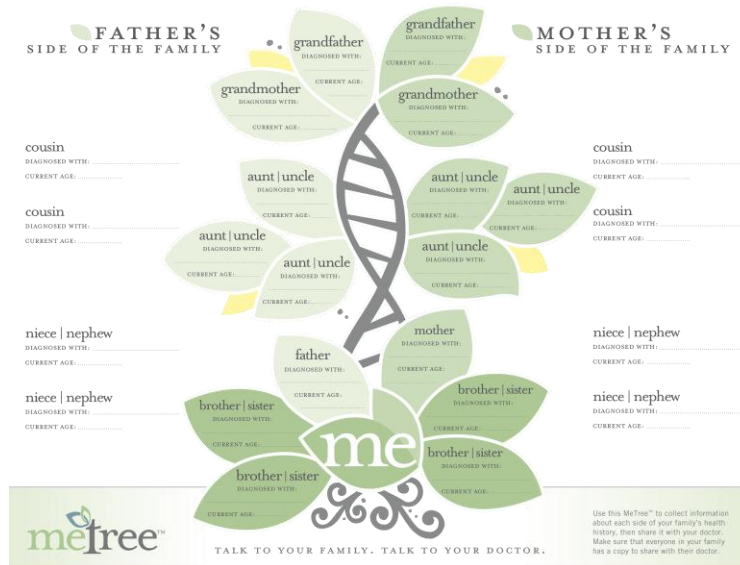 FATHER'S
SIDE OF THE FAMILY
MOTHER'S
SIDE OF THE FAMILY
grandfather
DIAGNOSED WITH:
CURRENT AGE:
grandmother
DIAGNOSED WITH:
CURRENT AGE:
grandfather
DIAGNOSED WITH:
CURRENT AGE:
grandmother
DIAGNOSED WITH:
CURRENT AGE:
cousin
DIAGNOSED WITH:
CURRENT AGE:
cousin
DIAGNOSED WITH:
CURRENT AGE:
aunt | uncle
DIAGNOSED WITH:
CURRENT AGE:
aunt | uncle
DIAGNOSED WITH:
CURRENT AGE:
aunt | uncle
DIAGNOSED WITH:
CURRENT AGE:
aunt | uncle
DIAGNOSED WITH:
CURRENT AGE:
aunt | uncle
DIAGNOSED WITH:
CURRENT AGE:
aunt | uncle
DIAGNOSED WITH:
CURRENT AGE:
cousin
DIAGNOSED WITH:
CURRENT AGE:
cousin
DIAGNOSED WITH:
CURRENT AGE:
niece | nephew
DIAGNOSED WITH:
CURRENT AGE:
niece | nephew
DIAGNOSED WITH:
CURRENT AGE:
father
DIAGNOSED WITH:
CURRENT AGE:
mother
DIAGNOSED WITH:
CURRENT AGE:
brother | sister
DIAGNOSED WITH:
CURRENT AGE:
brother | sister
DIAGNOSED WITH:
CURRENT AGE:
me
brother | sister
DIAGNOSED WITH:
CURRENT AGE:
brother | sister
DIAGNOSED WITH:
CURRENT AGE:
niece | nephew
DIAGNOSED WITH:
CURRENT AGE:
niece | nephew
DIAGNOSED WITH:
CURRENT AGE:
metree™
TALK TO YOUR FAMILY. TALK TO YOUR DOCTOR.
Use this MeTree™ to collect information
about each side of your family's health
history, then share it with your doctor.
Make sure that everyone in your family
has a copy to share with their doctor.